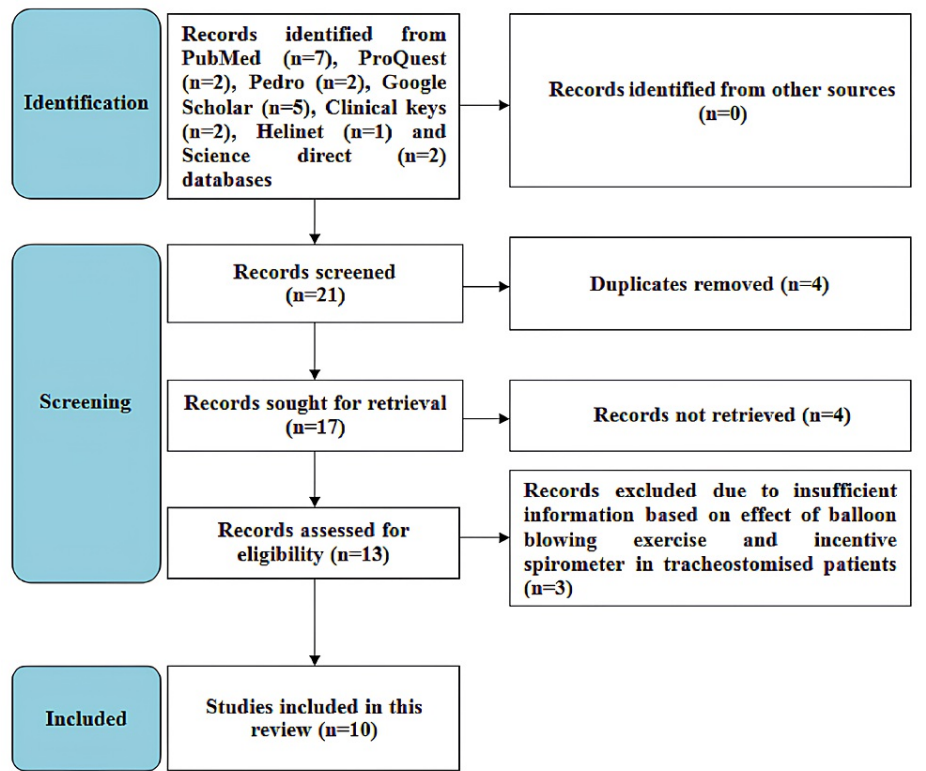 Identification
Records identified from
PubMed (n=7), ProQuest
(n=2), Pedro (n=2), Google
Scholar (n=5), Clinical keys
(n=2), Helinet (n=1) and
Science direct (n=2)
databases
Records identified from other sources
(n=0)
Screening
Records screened
(n=21)
Duplicates removed (n=4)
Records sought for retrieval
(n=17)
Records not retrieved (n=4)
Records assessed for
eligibility (n=13)
Records excluded due to insufficient
information based on effect of balloon
blowing exercise and incentive
spirometer in tracheostomised patients
(n=3)
Included
Studies included in this
review (n=10)